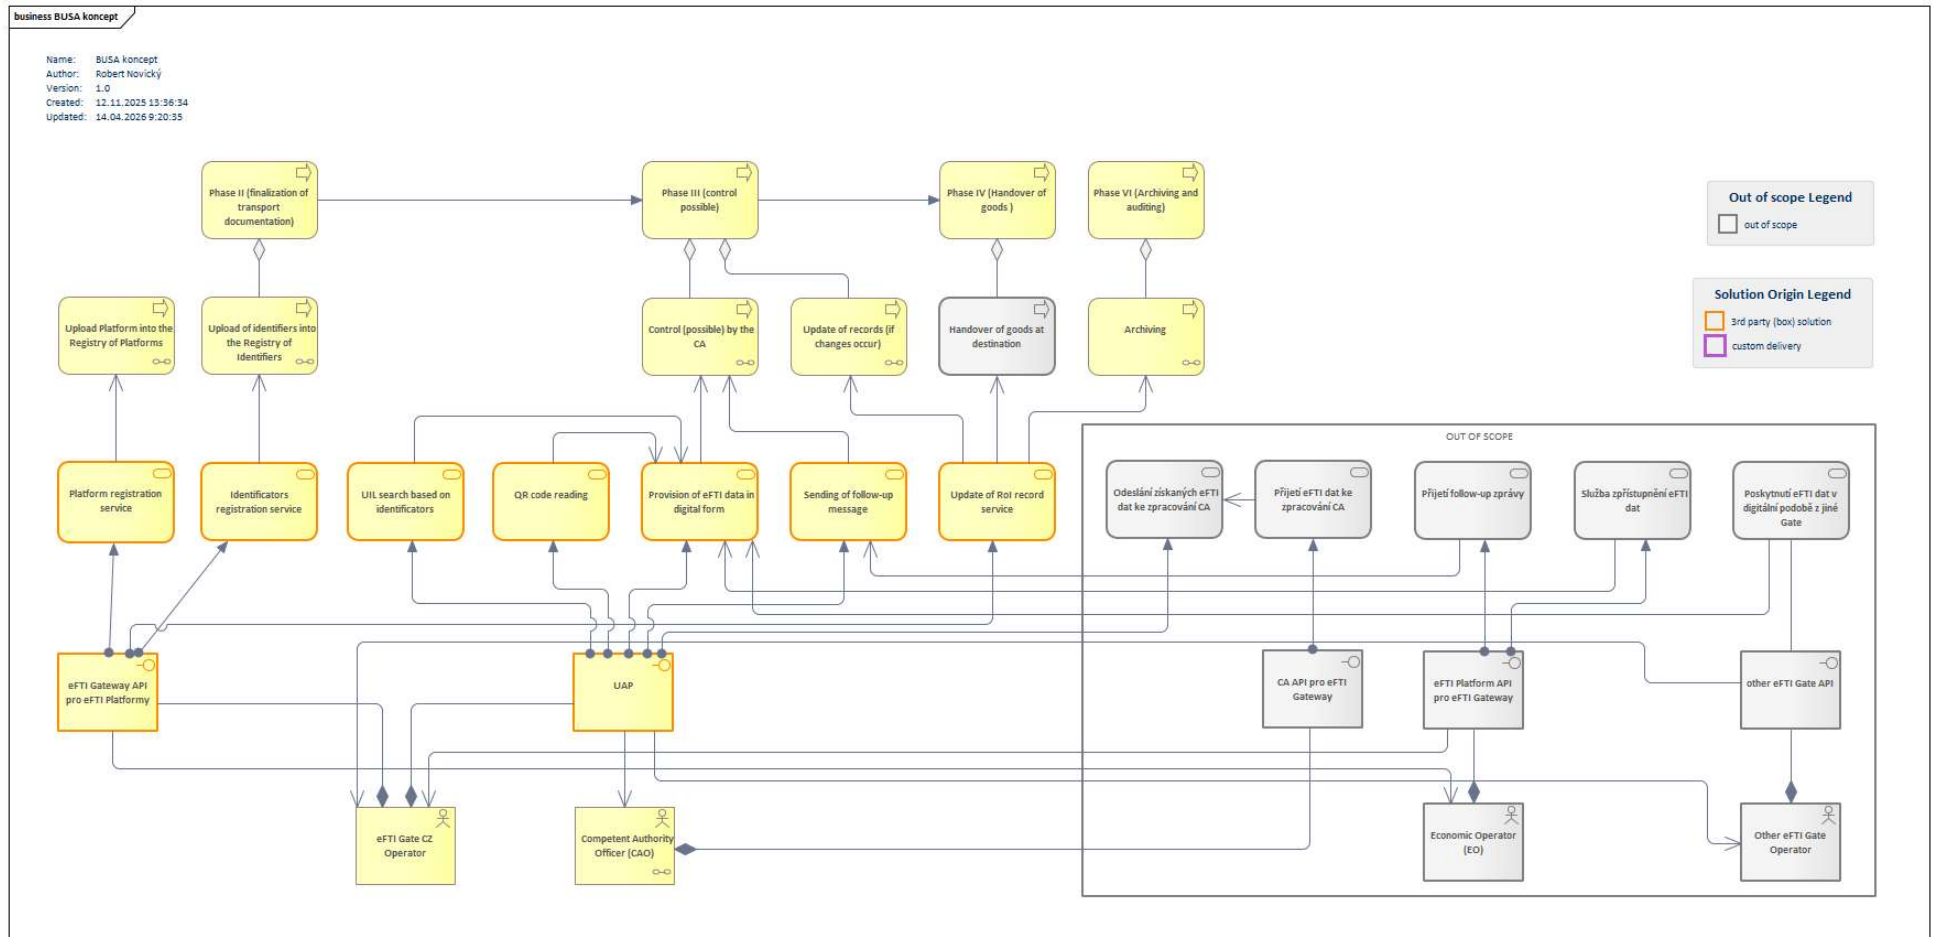 business BUSA koncept
Name: BUSA koncept
Author: Robert Novický
Version: 1.0
Created: 12.11.2025 13:36:34
Updated: 14.04.2026 9:20:35
Phase II (finalization of
transport
documentation)
Phase III (control
possible)
Phase IV (Handover of
goods )
Phase VI (Archiving and
auditing)
Out of scope Legend
out of scope
Solution Origin Legend
3rd party (box) solution
custom delivery
Upload Platform into the
Registry of Platforms
Upload of identifiers into
the Registry of
Identifiers
Control (possible) by the
CA
Update of records (if
changes occur)
Handover of goods at
destination
Archiving
OUT OF SCOPE
Platform registration
service
Identificators
registration service
UIL search based on
identificators
QR code reading
Provision of eFTI data in
digital form
Sending of follow-up
message
Update of RoI record
service
Odeslání získaných eFTI
dat ke zpracování CA
Přijetí eFTI dat ke
zpracování CA
Přijetí follow-up zprávy
Služba zpřístupnění eFTI
dat
Poskytnutí eFTI dat v
digitální podobě z jiné
Gate
eFTI Gateway API
pro eFTI Platformy
UAP
CA API pro eFTI
Gateway
eFTI Platform API
pro eFTI Gateway
other eFTI Gate API
eFTI Gate CZ
Operator
Competent Authority
Officer (CAO)
Economic Operator
(EO)
Other eFTI Gate
Operator